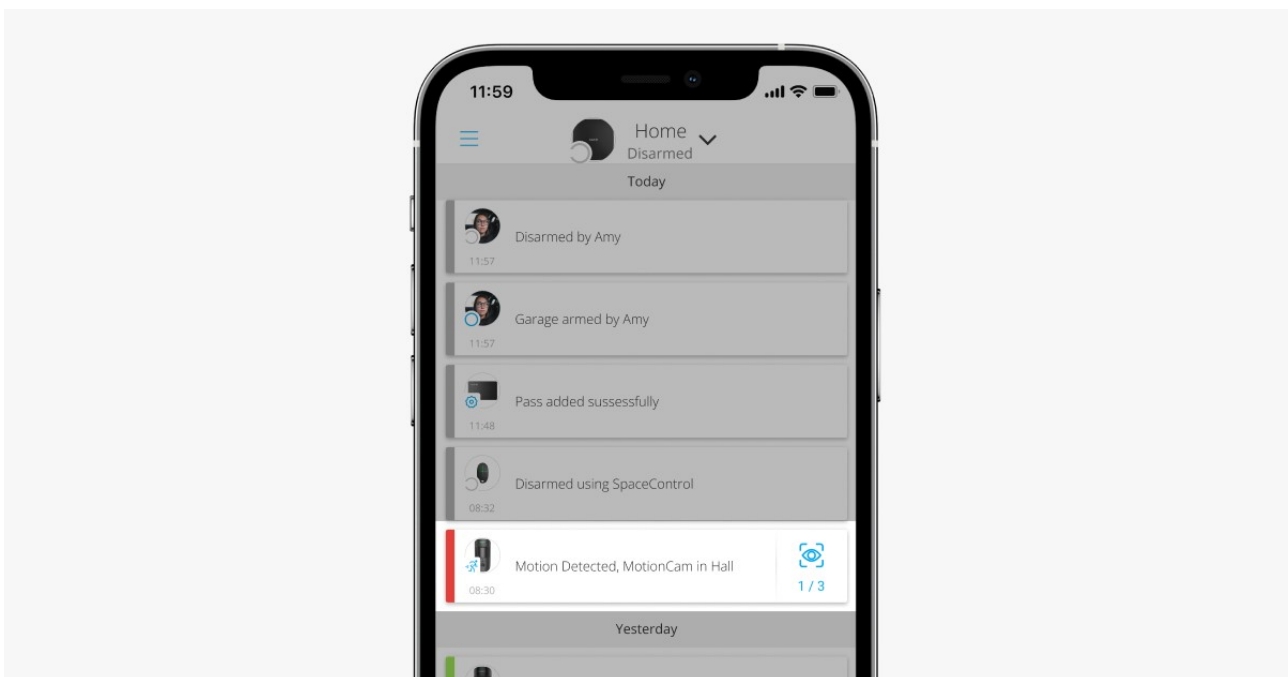 11:59
Home
Disarmed
Today
Disarmed by Amy
11:57
Garage armed by Amy
11:57
Pass added sussessfully
11:48
Disarmed using SpaceControl
08:32
Motion Detected, MotionCam in Hall
1 / 3
08:30
Yesterday